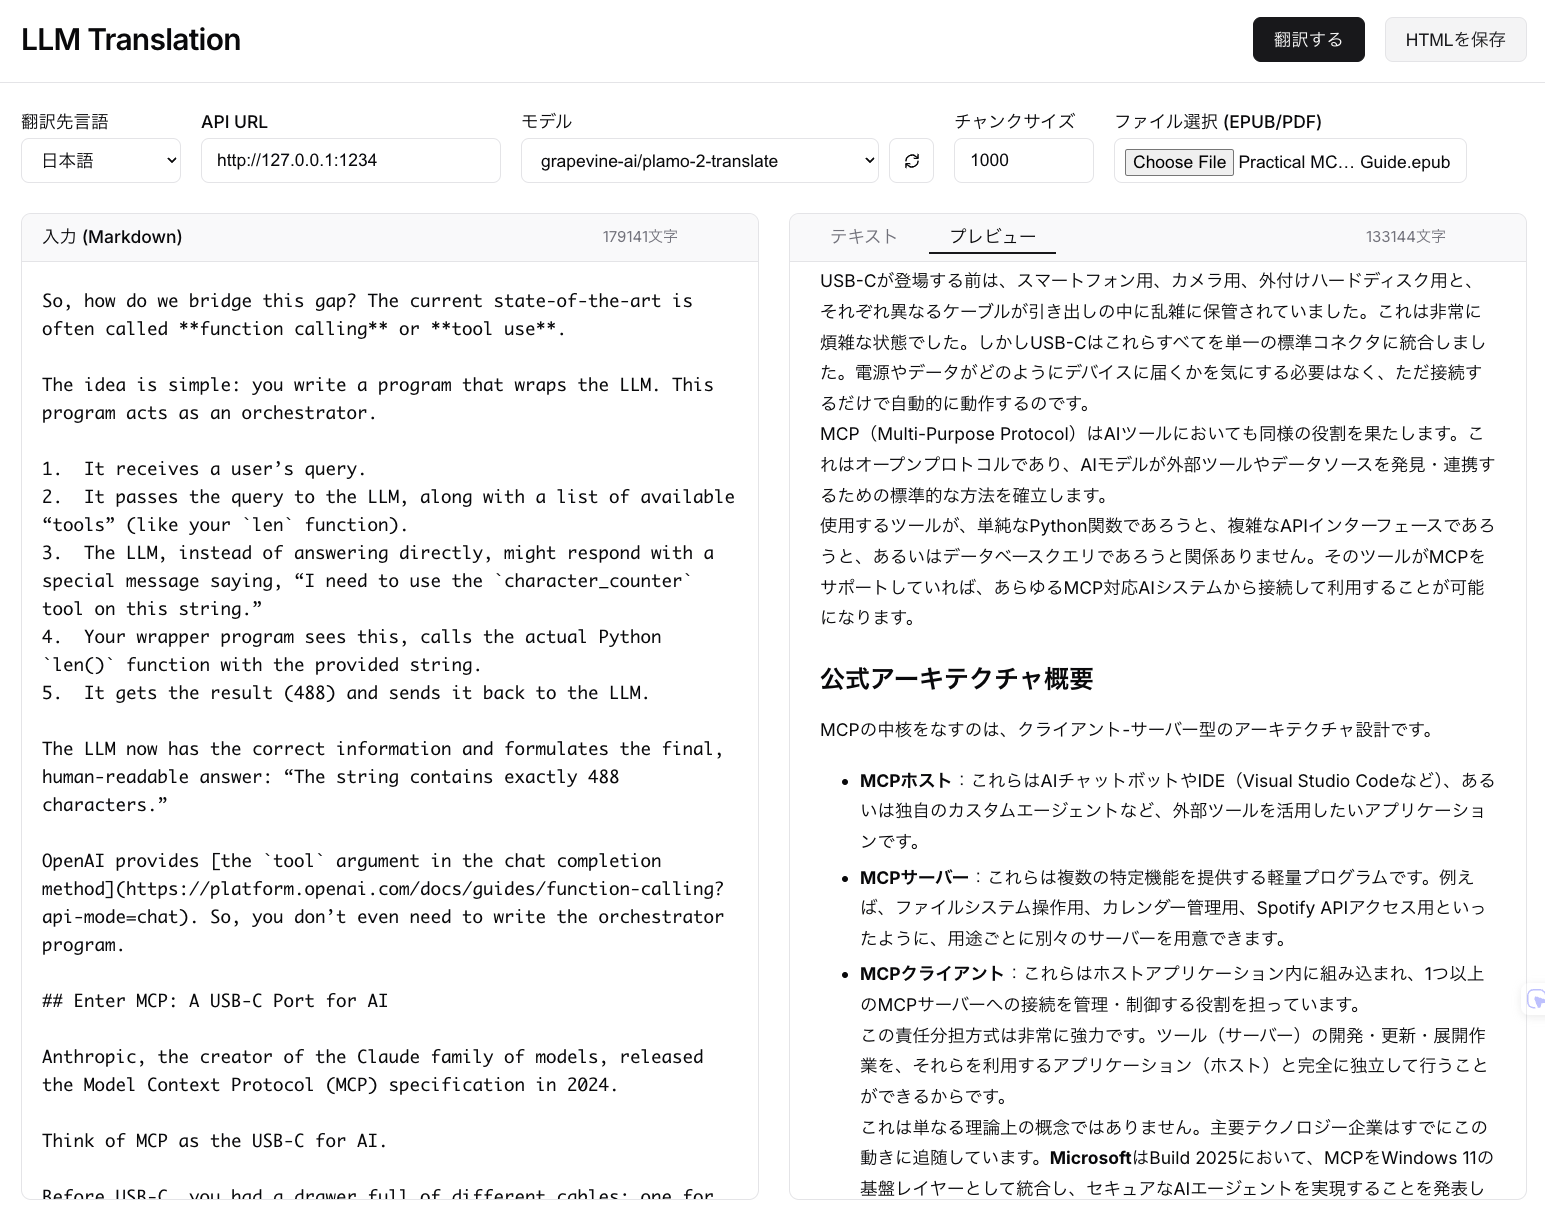 LLM Translation
翻訳する
HTMLを保存
翻訳先言語
API URL
モデル
チャンクサイズ
ファイル選択 (EPUB/PDF)
日本語
http://127.0.0.1:1234
grapevine-ai/plamo-2-translate
1000
Choose File Practical MC... Guide.epub
入力 (Markdown)
179141文字
So, how do we bridge this gap? The current state-of-the-art is
often called **function calling** or **tool use**.
The idea is simple: you write a program that wraps the LLM. This
program acts as an orchestrator.
1.  It receives a user’s query.
2.  It passes the query to the LLM, along with a list of available
“tools” (like your `len` function).
3.  The LLM, instead of answering directly, might respond with a
special message saying, “I need to use the `character_counter`
tool on this string.”
4.  Your wrapper program sees this, calls the actual Python
`len()` function with the provided string.
5.  It gets the result (488) and sends it back to the LLM.
The LLM now has the correct information and formulates the final,
human-readable answer: “The string contains exactly 488
characters.”
OpenAI provides [the `tool` argument in the chat completion
method](https://platform.openai.com/docs/guides/function-calling?
api-mode=chat). So, you don’t even need to write the orchestrator
program.
## Enter MCP: A USB-C Port for AI
Anthropic, the creator of the Claude family of models, released
the Model Context Protocol (MCP) specification in 2024.
Think of MCP as the USB-C for AI.
Before USB-C, you had a drawer full of different cables: one for
テキスト
プレビュー
133144文字
USB-Cが登場する前は、スマートフォン用、カメラ用、外付けハードディスク用と、
それぞれ異なるケーブルが引き出しの中に乱雑に保管されていました。これは非常に
煩雑な状態でした。しかしUSB-Cはこれらすべてを単一の標準コネクタに統合しまし
た。電源やデータがどのようにデバイスに届くかを気にする必要はなく、ただ接続す
るだけで自動的に動作するのです。
MCP（Multi-Purpose Protocol）はAIツールにおいても同様の役割を果たします。こ
れはオープンプロトコルであり、AIモデルが外部ツールやデータソースを発見・連携す
るための標準的な方法を確立します。
使用するツールが、単純なPython関数であろうと、複雑なAPIインターフェースであろ
うと、あるいはデータベースクエリであろうと関係ありません。そのツールがMCPを
サポートしていれば、あらゆるMCP対応AIシステムから接続して利用することが可能
になります。
公式アーキテクチャ概要
MCPの中核をなすのは、クライアント-サーバー型のアーキテクチャ設計です。
• MCPホスト：これらはAIチャットボットやIDE（Visual Studio Codeなど）、ある
いは独自のカスタムエージェントなど、外部ツールを活用したいアプリケーショ
ンです。
• MCPサーバー：これらは複数の特定機能を提供する軽量プログラムです。例え
ば、ファイルシステム操作用、カレンダー管理用、Spotify APIアクセス用といっ
たように、用途ごとに別々のサーバーを用意できます。
• MCPクライアント：これらはホストアプリケーション内に組み込まれ、1つ以上
のMCPサーバーへの接続を管理・制御する役割を担っています。
この責任分担方式は非常に強力です。ツール（サーバー）の開発・更新・展開作
業を、それらを利用するアプリケーション（ホスト）と完全に独立して行うこと
ができるからです。
これは単なる理論上の概念ではありません。主要テクノロジー企業はすでにこの
動きに追随しています。MicrosoftはBuild 2025において、MCPをWindows 11の
基盤レイヤーとして統合し、セキュアなAIエージェントを実現することを発表し